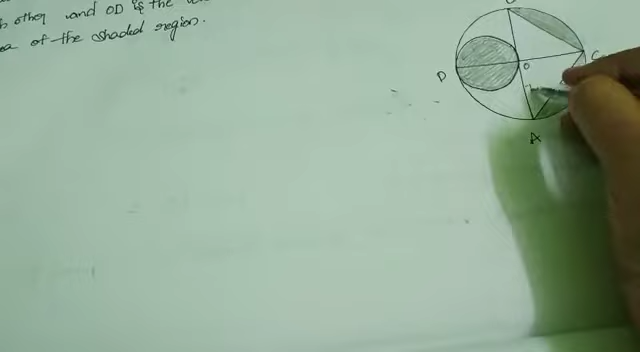 other and OD is the
of the shaded region.
O
C
D
A